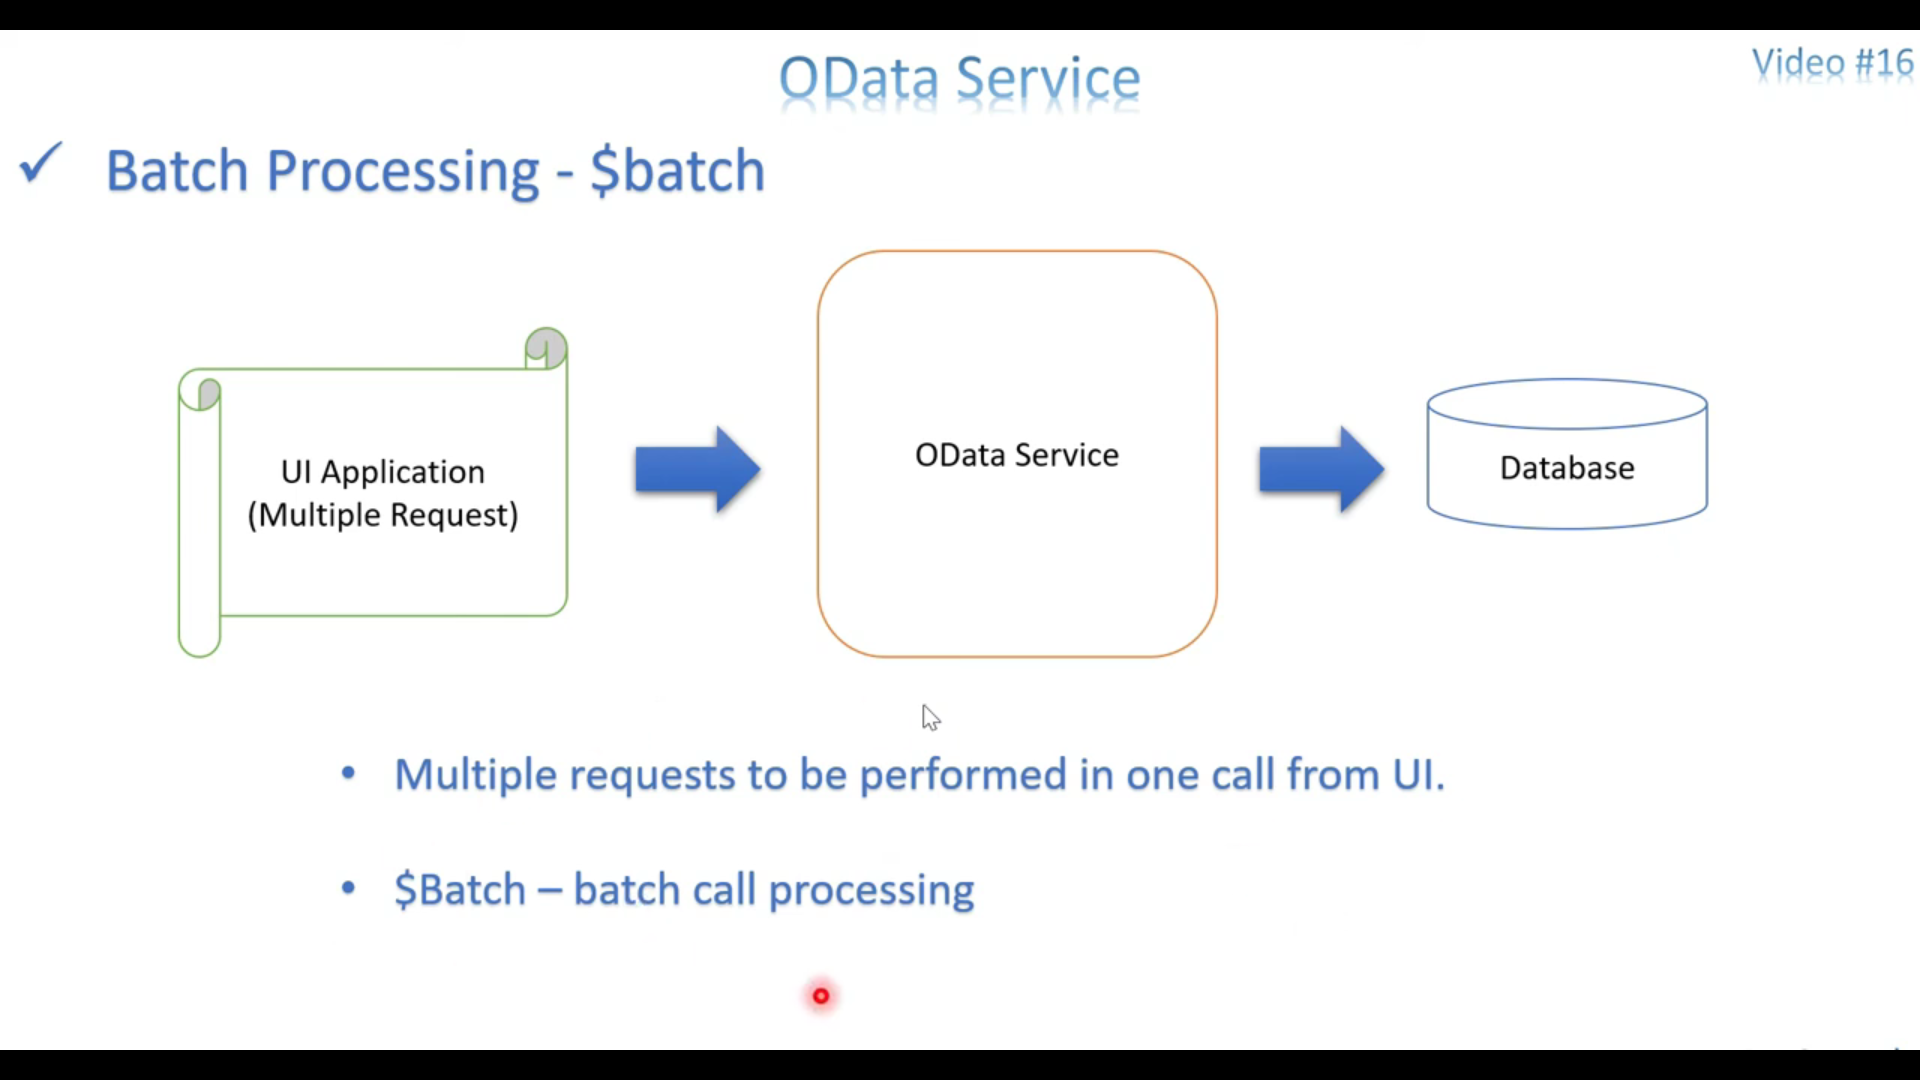 OData Service
Video #16
✓ Batch Processing - $batch
UI Application
(Multiple Request)
OData Service
Database
• Multiple requests to be performed in one call from UI.
• $Batch – batch call processing